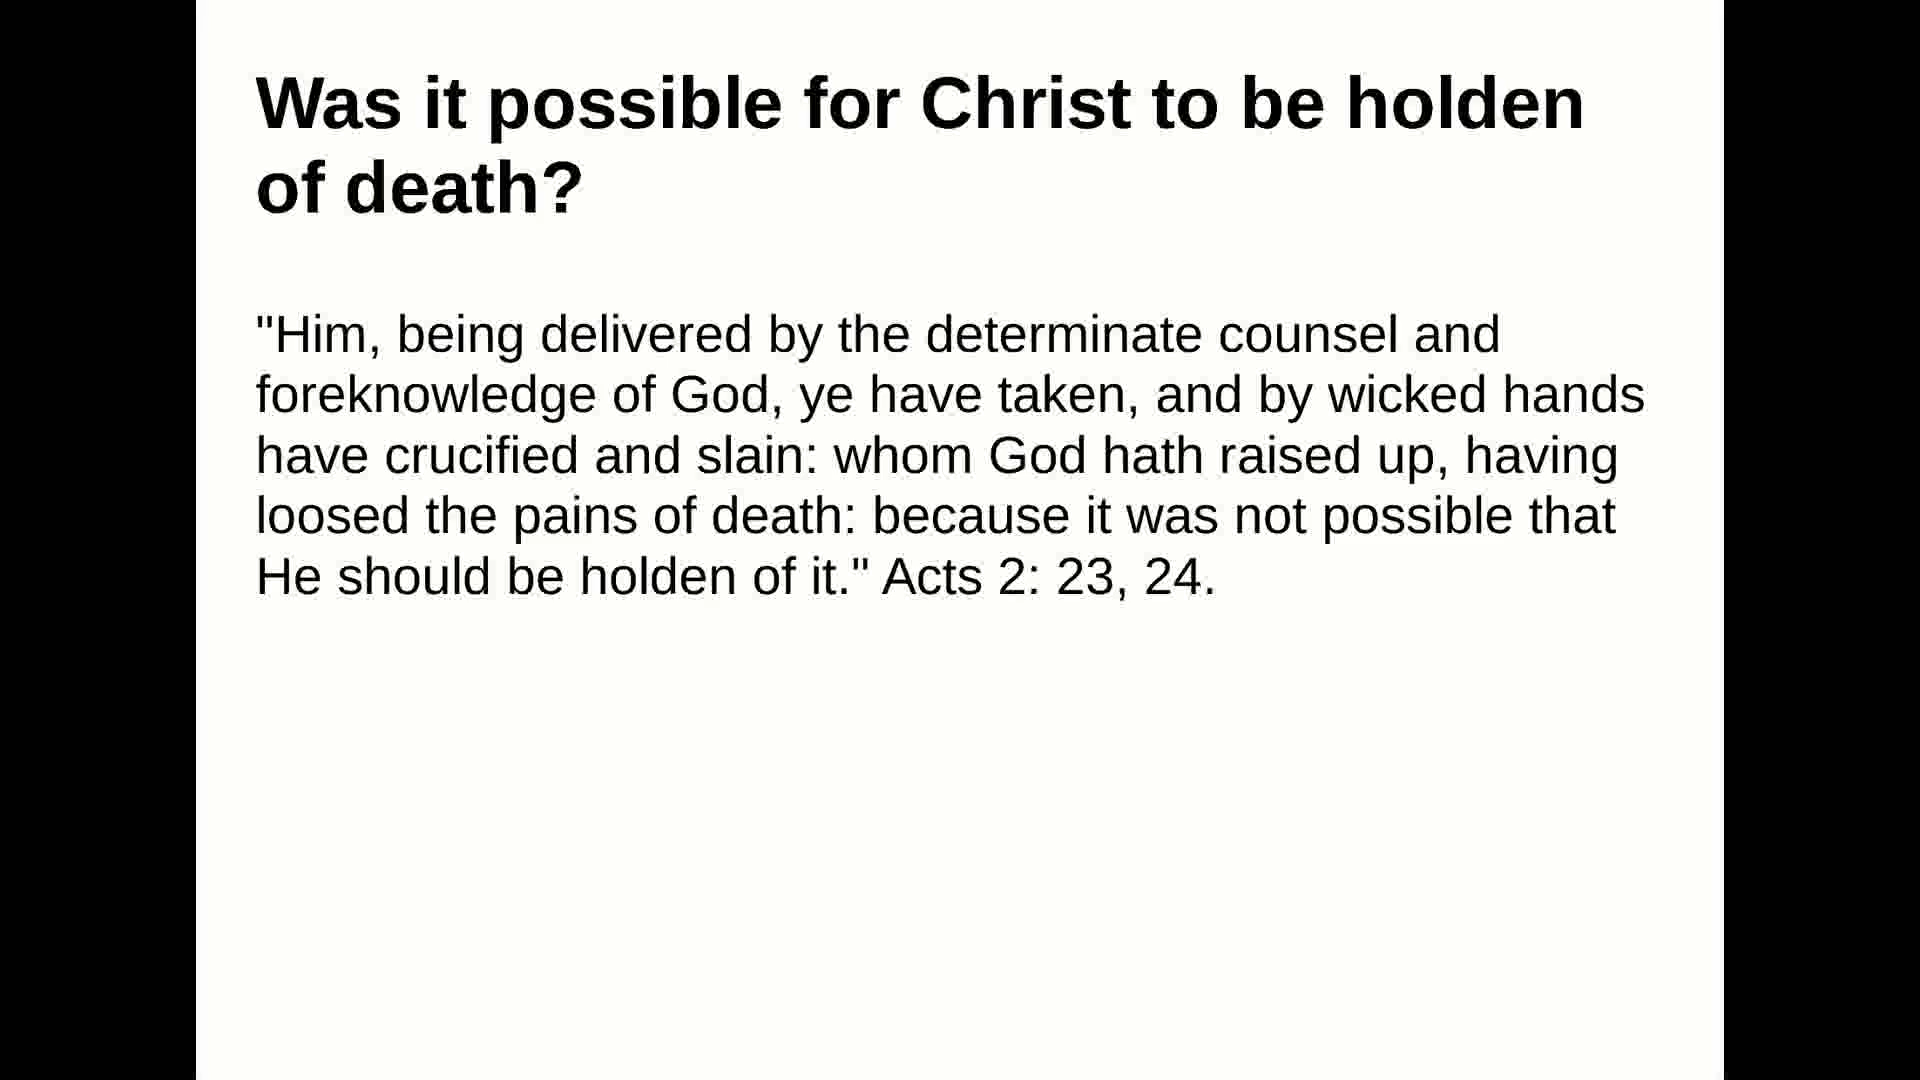 Was it possible for Christ to be holden
of death?
"Him, being delivered by the determinate counsel and
foreknowledge of God, ye have taken, and by wicked hands
have crucified and slain: whom God hath raised up, having
loosed the pains of death: because it was not possible that
He should be holden of it." Acts 2: 23, 24.